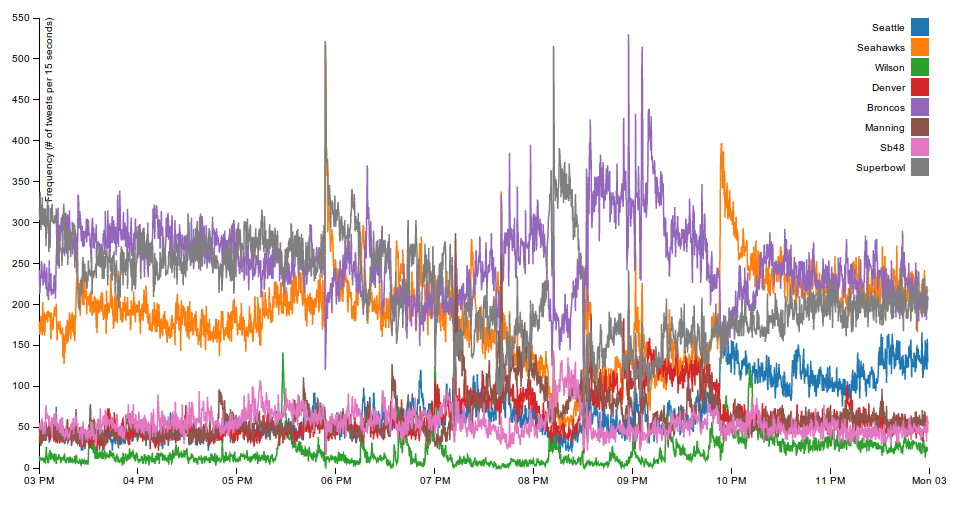 550
500
450
400
350
300
250
200
150
100
50
0
Frequency (# of tweets per 15 seconds)
Seattle
Seahawks
Wilson
Denver
Broncos
Manning
Sb48
Superbowl
03 PM
04 PM
05 PM
06 PM
07 PM
08 PM
09 PM
10 PM
11 PM
Mon 03